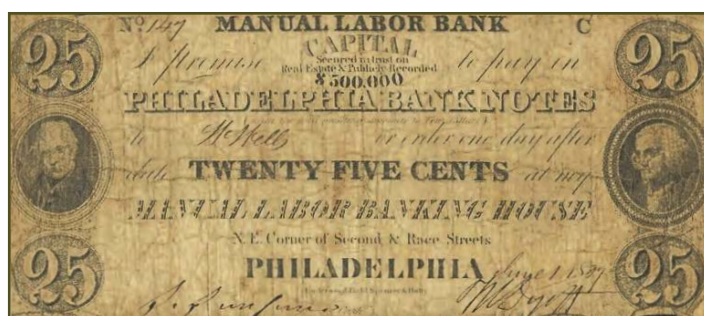 25 No 147 MANUAL LABOR BANK C 25
CAPITAL
I promise Secured in trust on to pay in
Real Estate & Publicly Recorded
$500,000
PHILADELPHIA BANK NOTES
to or order one day after
date TWENTY FIVE CENTS at my
MANUAL LABOR BANKING HOUSE
N.E. Corner of Second & Race Streets
25 PHILADELPHIA June 1 25